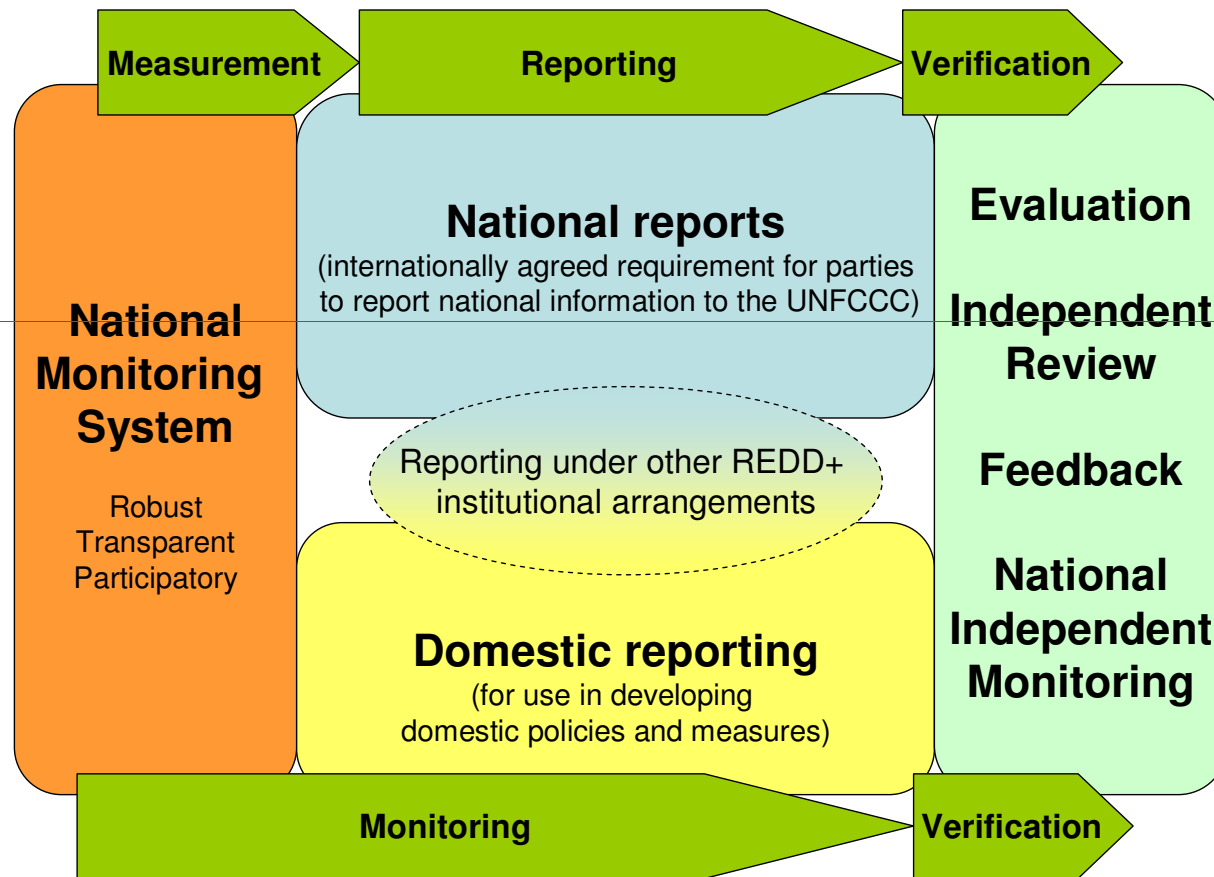 Measurement
Reporting
Verification
National
Monitoring
System
Robust
Transparent
Participatory
National reports
(internationally agreed requirement for parties
to report national information to the UNFCCC)
Reporting under other REDD+
institutional arrangements
Domestic reporting
(for use in developing
domestic policies and measures)
Evaluation
Independent
Review
Feedback
National
Independent
Monitoring
Monitoring
Verification